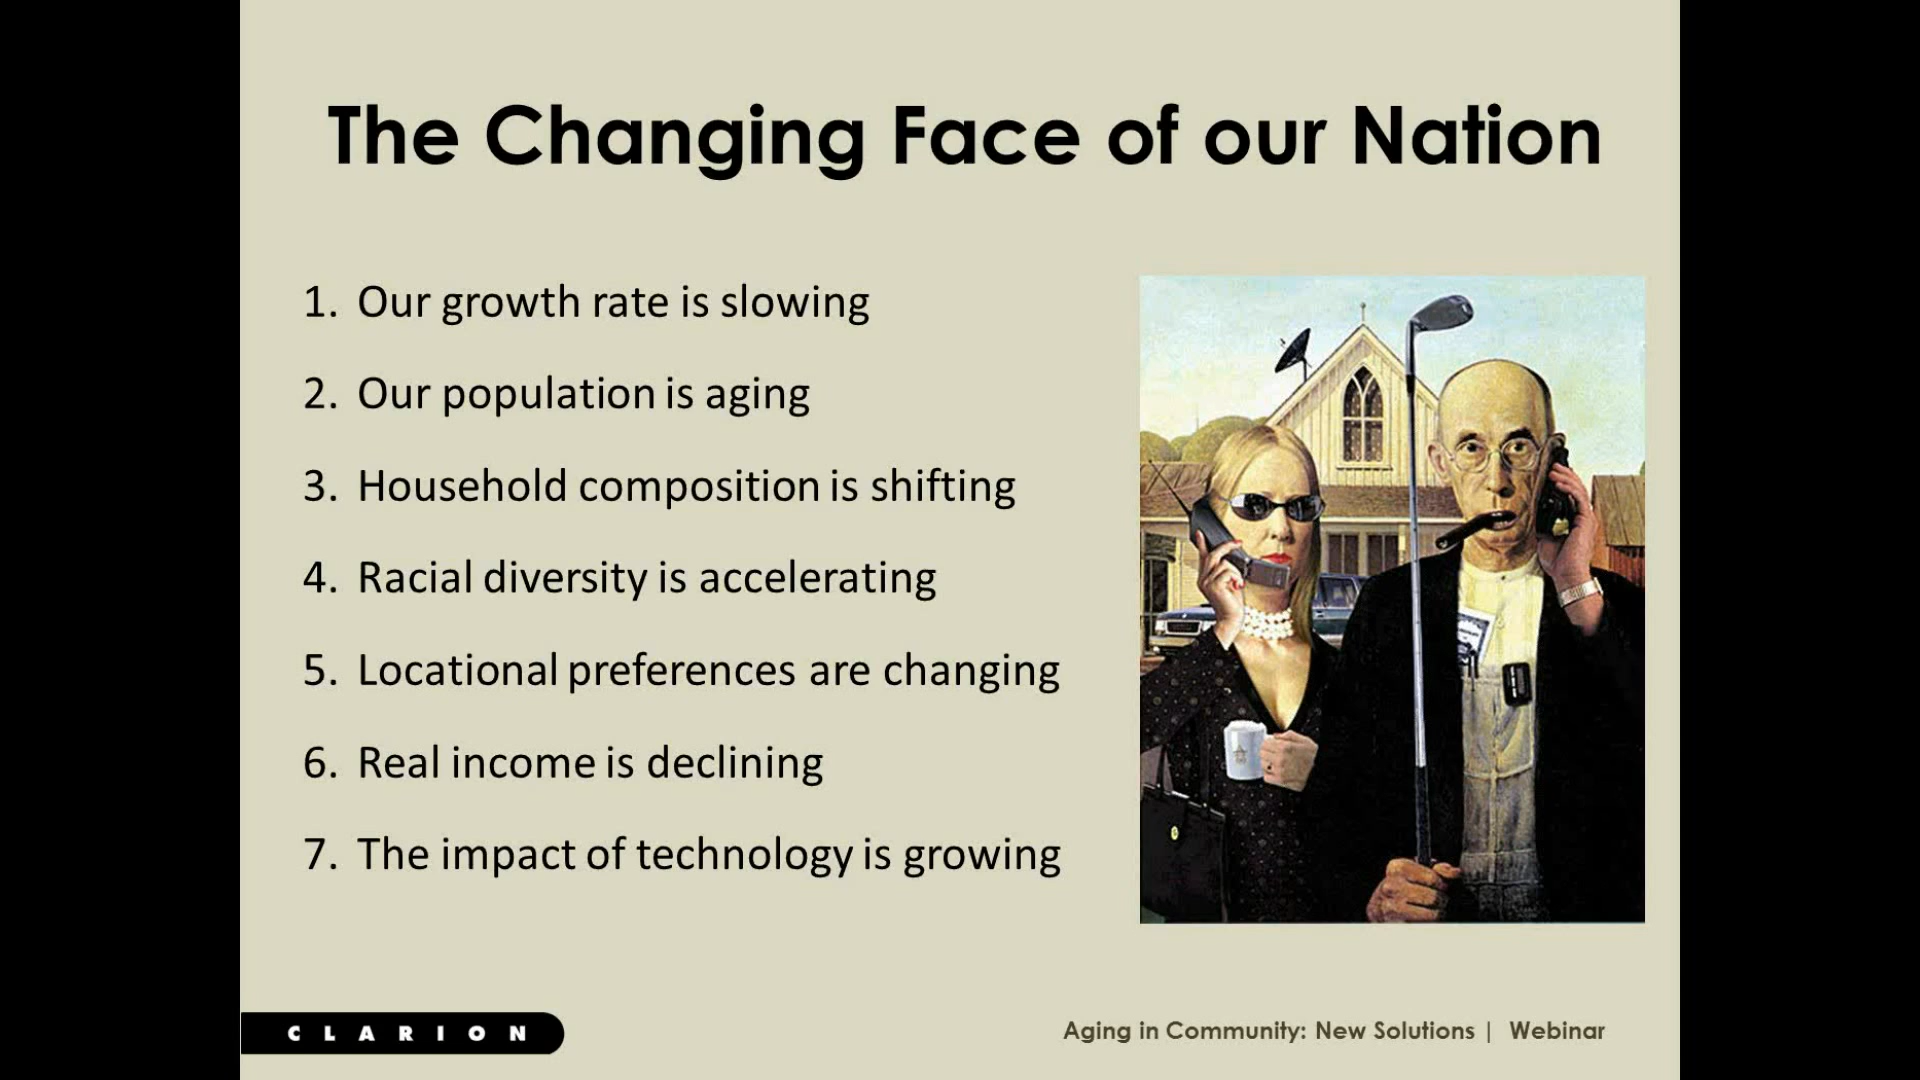 The Changing Face of our Nation
1. Our growth rate is slowing
2. Our population is aging
3. Household composition is shifting
4. Racial diversity is accelerating
5. Locational preferences are changing
6. Real income is declining
7. The impact of technology is growing
CLARION
Aging in Community: New Solutions | Webinar